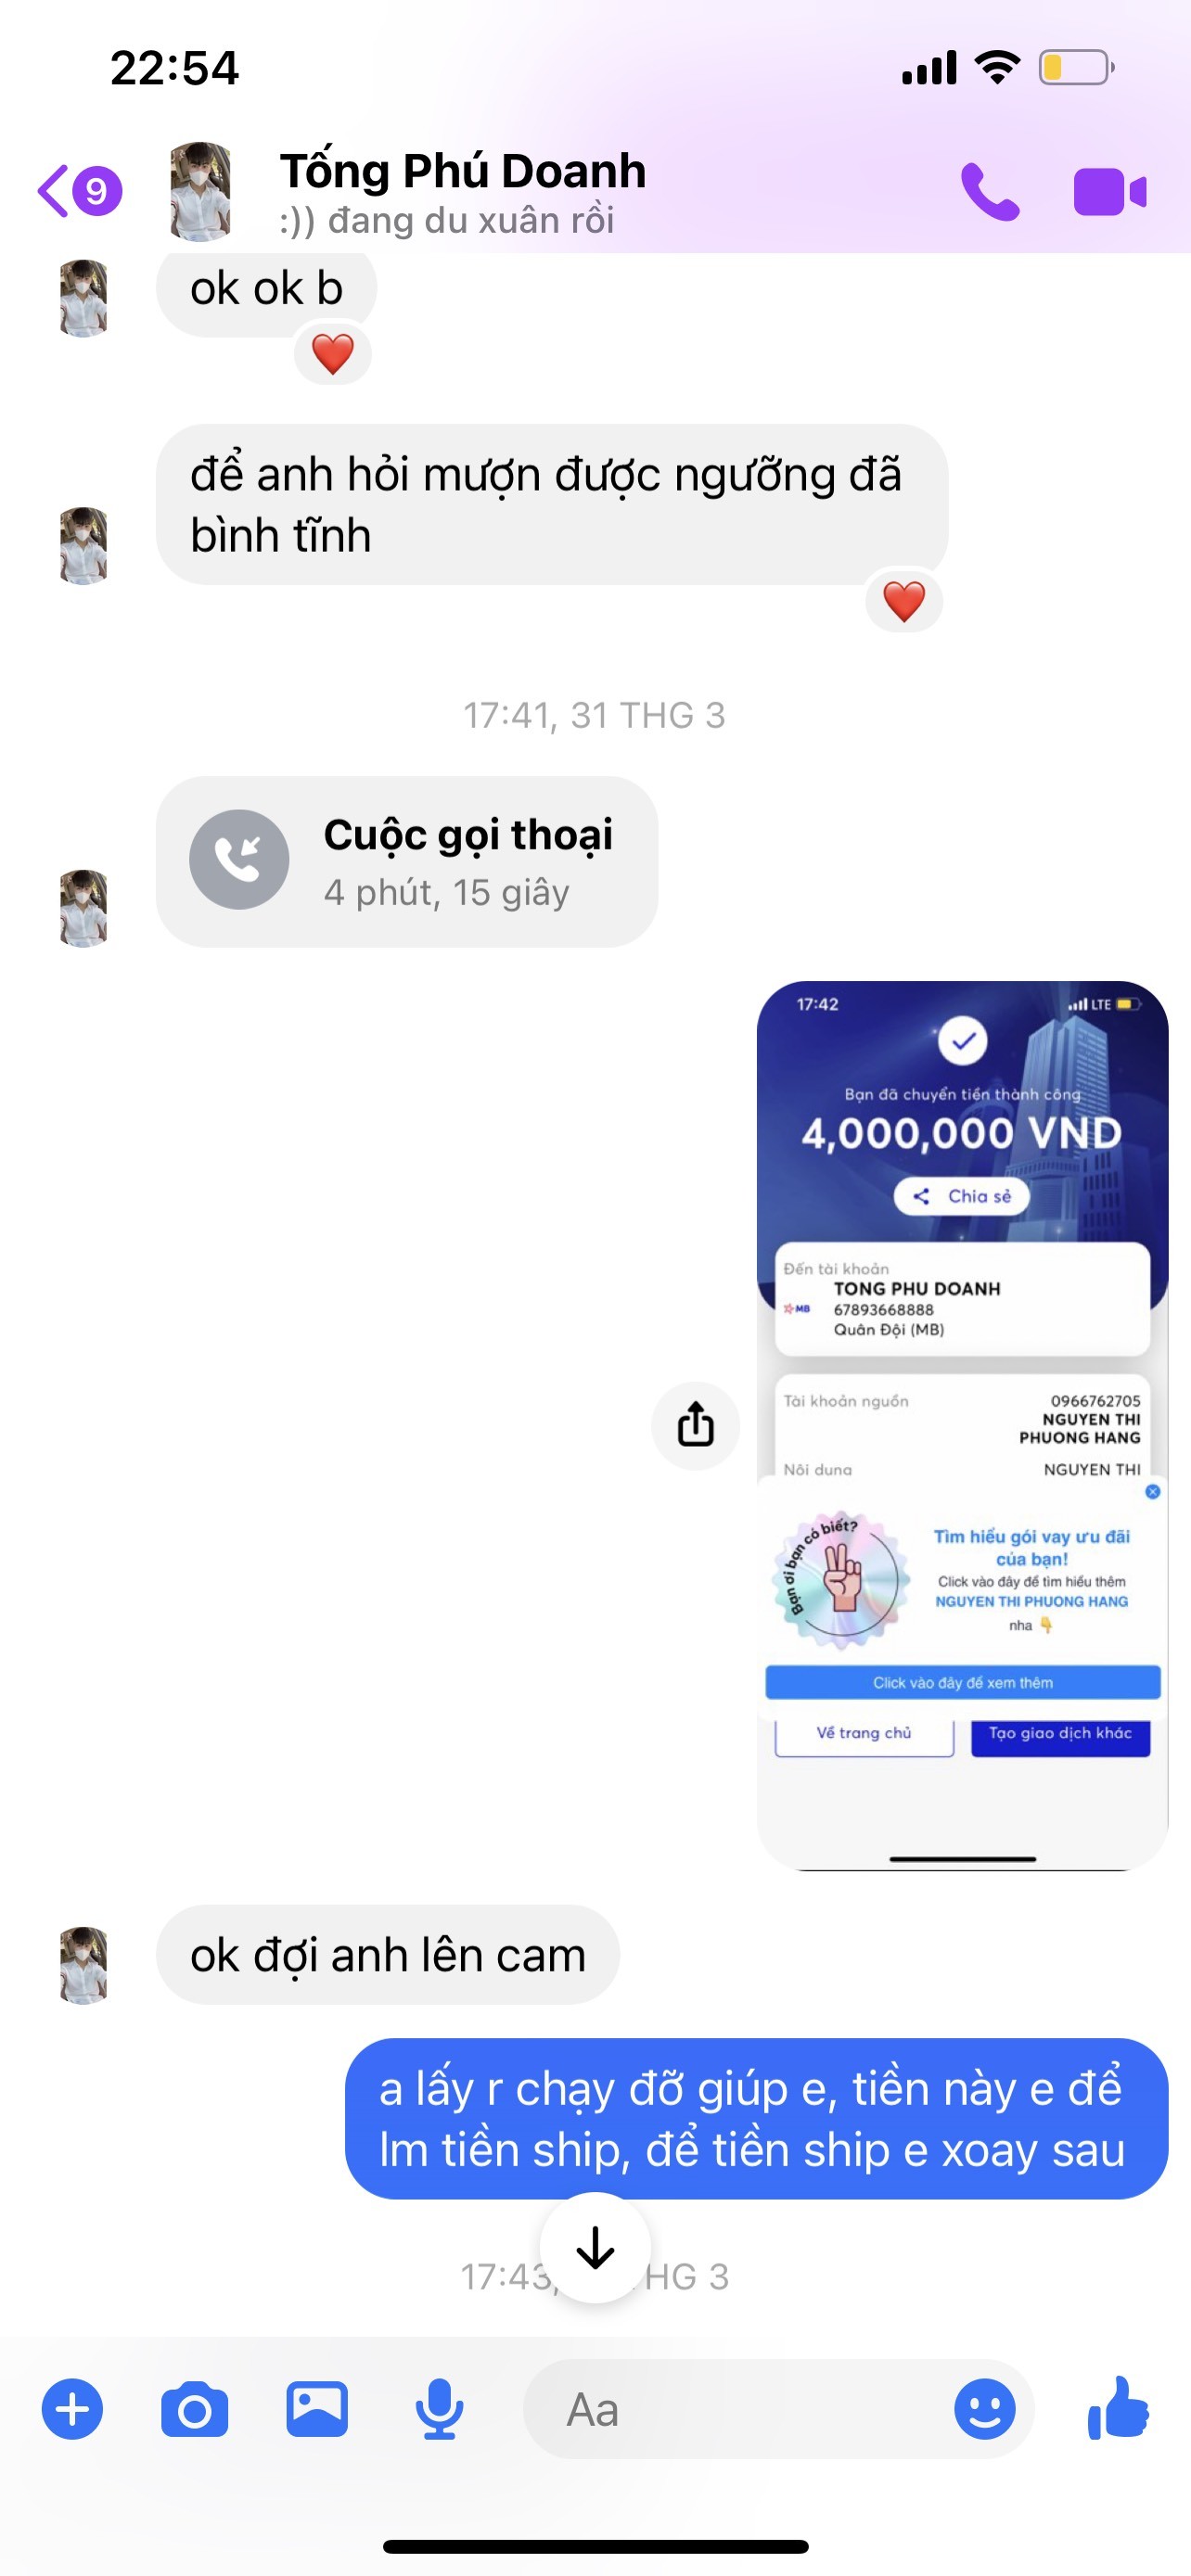 22:54
9
Tống Phú Doanh
:)) đang du xuân rồi
ok ok b
để anh hỏi mượn được ngưỡng đã
bình tĩnh
17:41, 31 THG 3
Cuộc gọi thoại
4 phút, 15 giây
17:42
LTE
Bạn đã chuyển tiền thành công
4,000,000 VND
Chia sẻ
Đến tài khoản
TONG PHU DOANH
MB
67893668888
Quân Đội (MB)
Tài khoản nguồn
0966762705
NGUYEN THI
PHUONG HANG
Nội dung
NGUYEN THI
Bạn ơi bạn có biết?
Tìm hiểu gói vay ưu đãi
của bạn!
Click vào đây để tìm hiểu thêm
NGUYEN THI PHUONG HANG
nha
Click vào đây để xem thêm
Về trang chủ
Tạo giao dịch khác
ok đợi anh lên cam
a lấy r chạy đỡ giúp e, tiền này e để
lm tiền ship, để tiền ship e xoay sau
17:43, HG 3
Aa